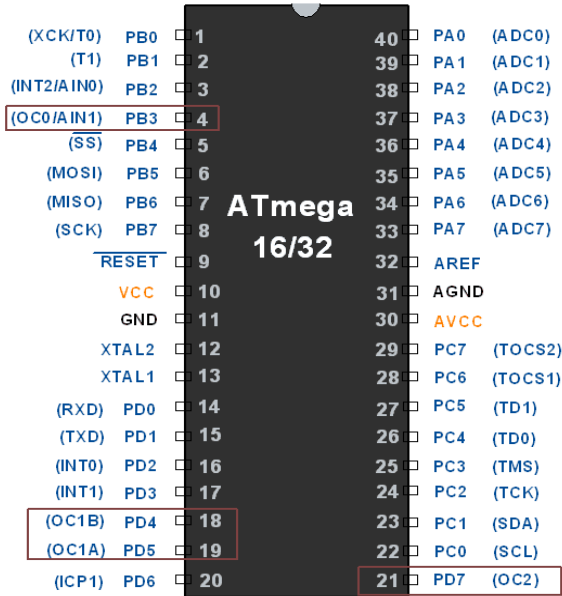 (XCK/T0) PB0 1 40 PA0 (ADC0)
(T1) PB1 2 39 PA1 (ADC1)
(INT2/AIN0) PB2 3 38 PA2 (ADC2)
(OC0/AIN1) PB3 4 37 PA3 (ADC3)
(SS) PB4 5 36 PA4 (ADC4)
(MOSI) PB5 6 35 PA5 (ADC5)
(MISO) PB6 7 34 PA6 (ADC6)
(SCK) PB7 8 33 PA7 (ADC7)
ATmega
16/32
RESET 9 32 AREF
VCC 10 31 AGND
GND 11 30 AVCC
XTAL2 12 29 PC7 (TOCS2)
XTAL1 13 28 PC6 (TOCS1)
(RXD) PD0 14 27 PC5 (TD1)
(TXD) PD1 15 26 PC4 (TD0)
(INT0) PD2 16 25 PC3 (TMS)
(INT1) PD3 17 24 PC2 (TCK)
(OC1B) PD4 18 23 PC1 (SDA)
(OC1A) PD5 19 22 PC0 (SCL)
(ICP1) PD6 20 21 PD7 (OC2)